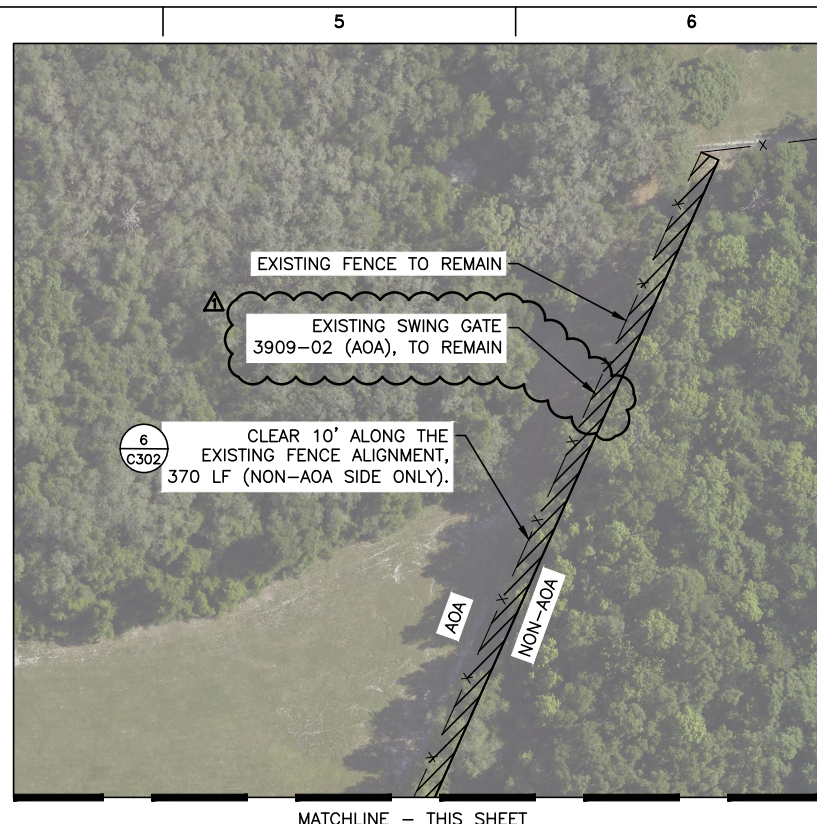 5
6
EXISTING FENCE TO REMAIN
1
EXISTING SWING GATE
3909-02 (AOA), TO REMAIN
6
C302
CLEAR 10' ALONG THE
EXISTING FENCE ALIGNMENT,
370 LF (NON-AOA SIDE ONLY).
AOA
NON-AOA
MATCHLINE - THIS SHEET